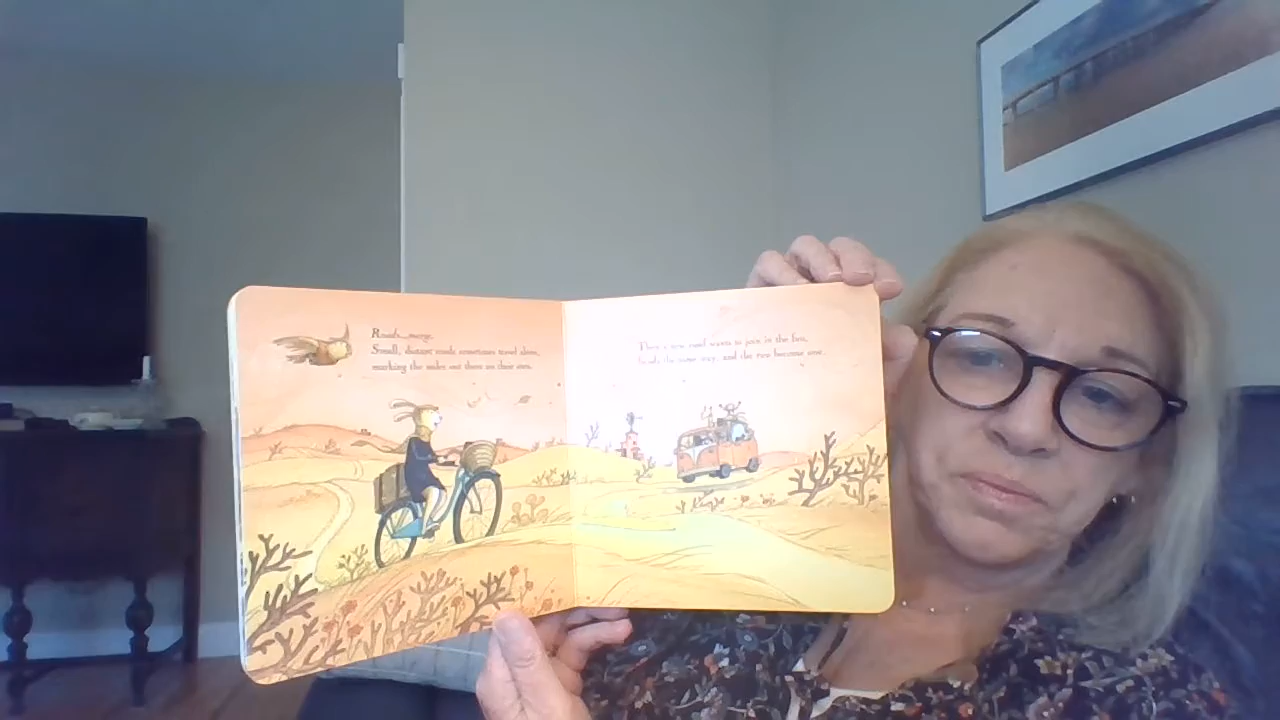 Roads...merge.
Small, distant roads sometimes travel alone,
marking the miles out there on their own.
Then a new road wants to join in the fun,
heads the same way, and the two become one.